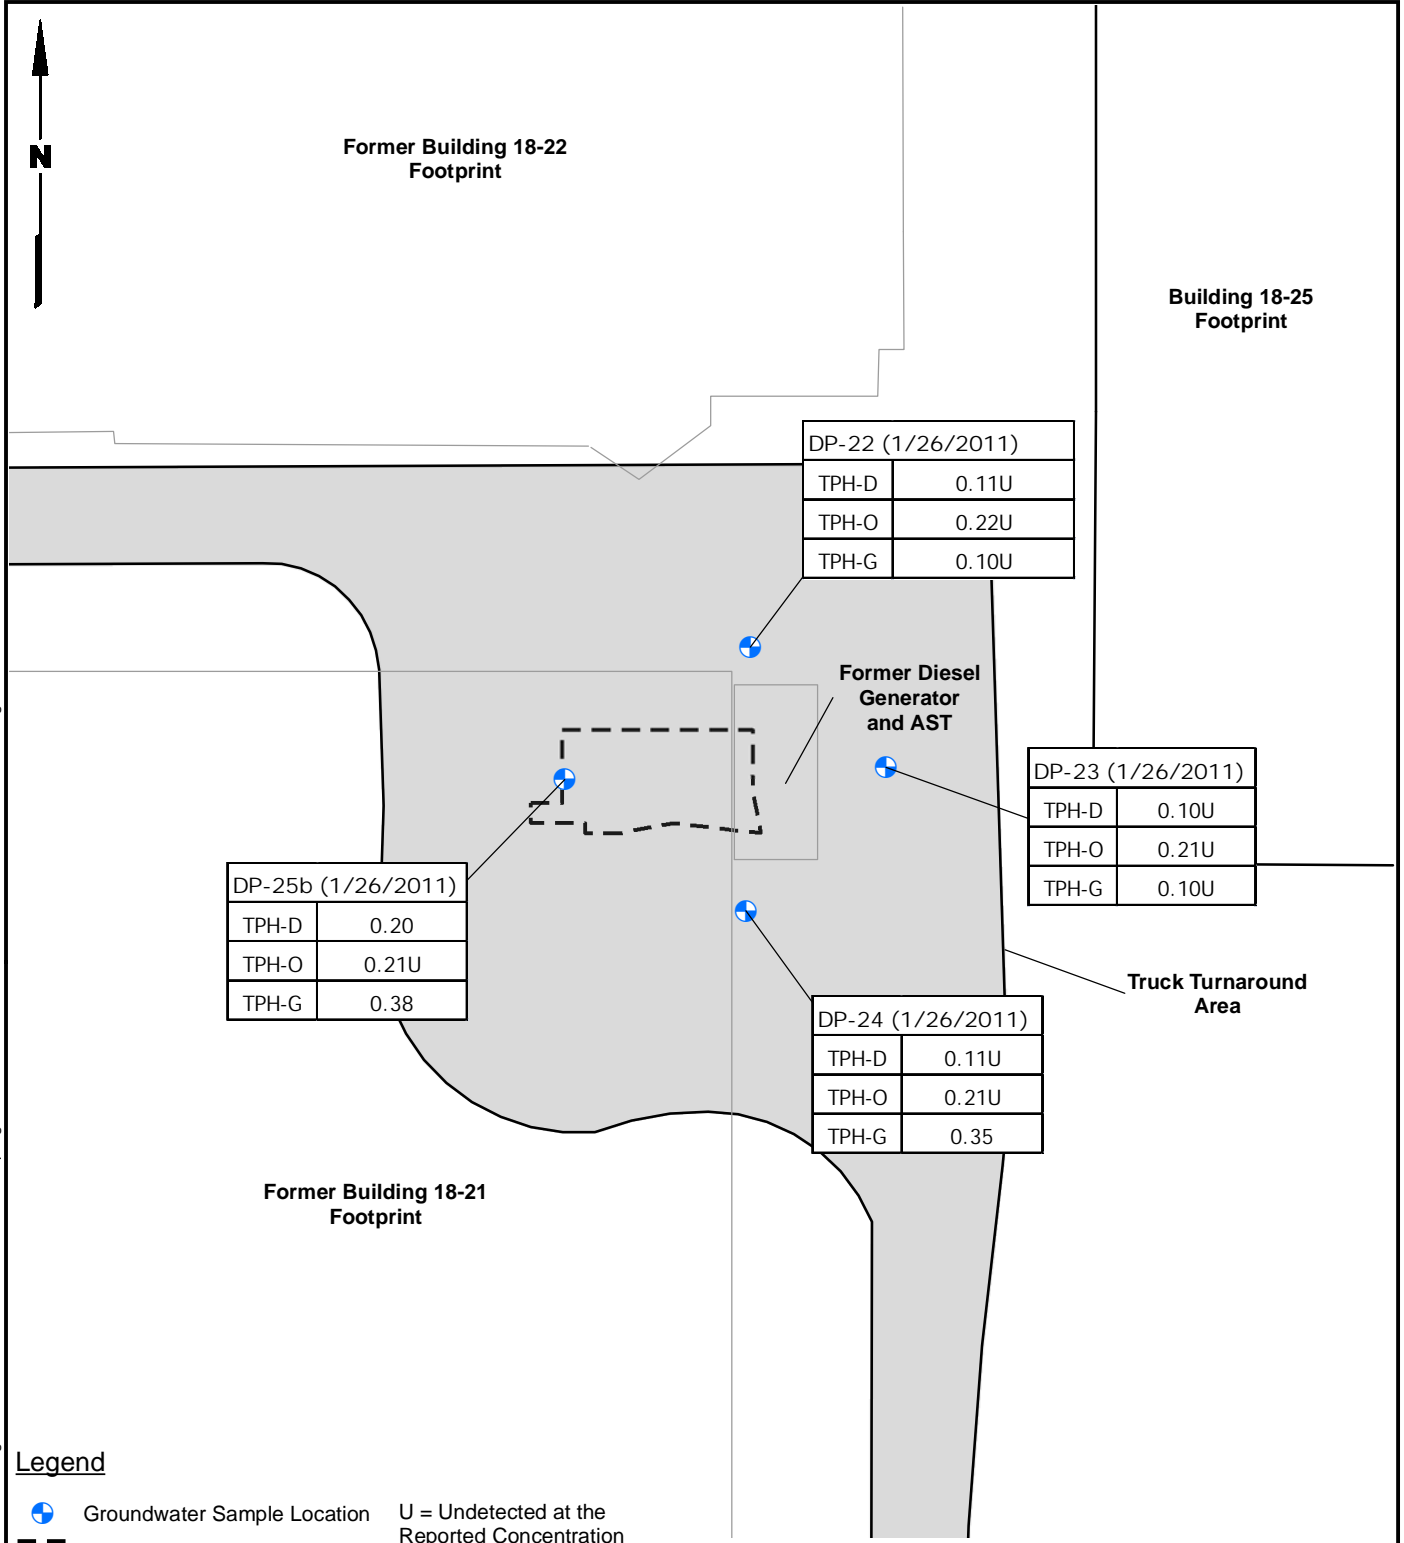 N
Former Building 18-22
Footprint
Building 18-25
Footprint
DP-22 (1/26/2011)
TPH-D 0.11U
TPH-O 0.22U
TPH-G 0.10U
Former Diesel
Generator
and AST
DP-23 (1/26/2011)
TPH-D 0.10U
TPH-O 0.21U
TPH-G 0.10U
DP-25b (1/26/2011)
TPH-D 0.20
TPH-O 0.21U
TPH-G 0.38
Truck Turnaround
Area
DP-24 (1/26/2011)
TPH-D 0.11U
TPH-O 0.21U
TPH-G 0.35
Former Building 18-21
Footprint
Legend
Groundwater Sample Location
U = Undetected at the
Reported Concentration